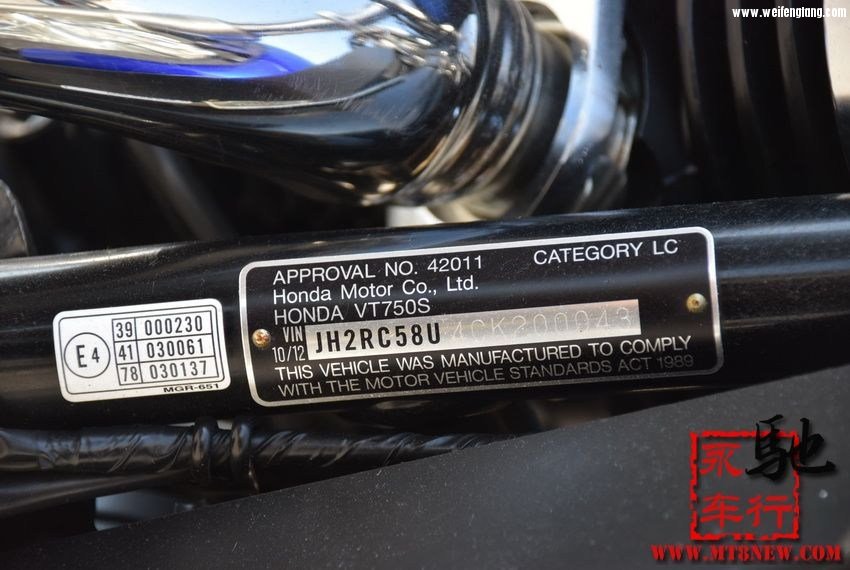 www.weifengtang.com
APPROVAL NO. 42011 CATEGORY LC
Honda Motor Co., Ltd.
HONDA VT750S
VIN JH2RC58U4CK200043
10/12
THIS VEHICLE WAS MANUFACTURED TO COMPLY
WITH THE MOTOR VEHICLE STANDARDS ACT 1989
E4
39 000230
41 030061
78 030137
MGR-651
永驰
车行
WWW.MT8NEW.COM